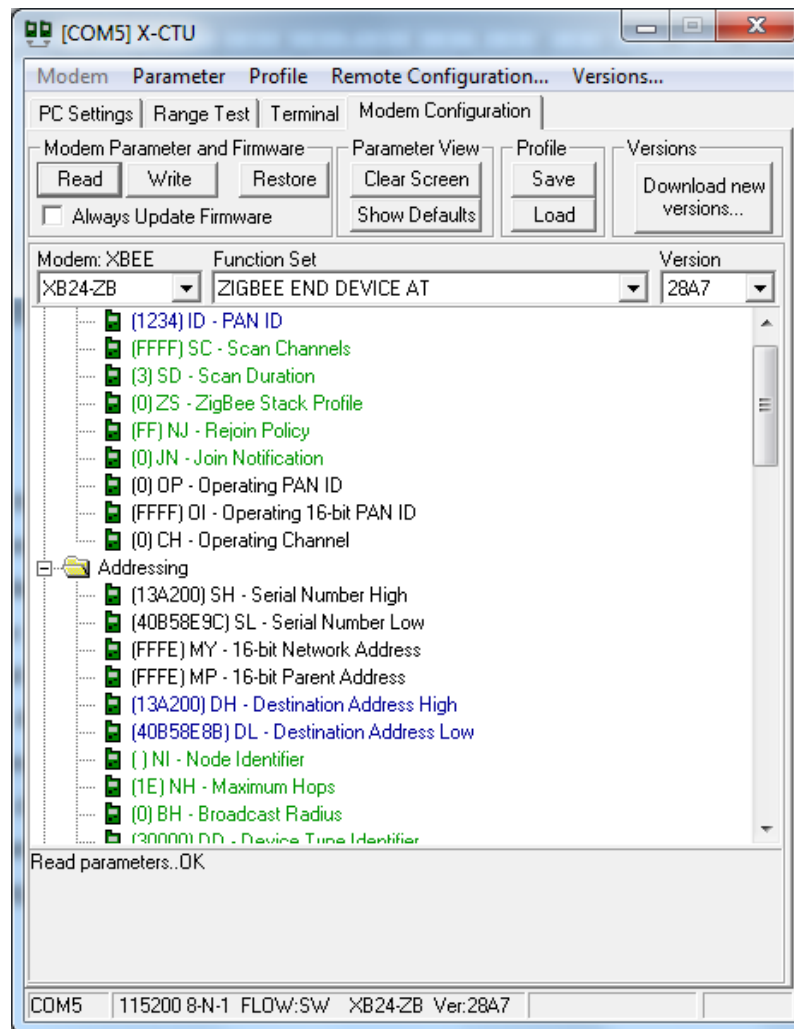 [COM5] X-CTU
Modem Parameter Profile Remote Configuration... Versions...
PC Settings Range Test Terminal Modem Configuration
Modem Parameter and Firmware Parameter View Profile Versions
Read Write Restore Clear Screen Save Download new versions...
Always Update Firmware Show Defaults Load
Modem: XBEE Function Set Version
XB24-ZB ZIGBEE END DEVICE AT 28A7
(1234) ID - PAN ID
(FFFF) SC - Scan Channels
(3) SD - Scan Duration
(0) ZS - ZigBee Stack Profile
(FF) NJ - Rejoin Policy
(0) JN - Join Notification
(0) OP - Operating PAN ID
(FFFF) OI - Operating 16-bit PAN ID
(0) CH - Operating Channel
Addressing
(13A200) SH - Serial Number High
(40B58E9C) SL - Serial Number Low
(FFFE) MY - 16-bit Network Address
(FFFE) MP - 16-bit Parent Address
(13A200) DH - Destination Address High
(40B58E8B) DL - Destination Address Low
( ) NI - Node Identifier
(1E) NH - Maximum Hops
(0) BH - Broadcast Radius
(30000) DD - Device Type Identifier
Read parameters..OK
COM5 115200 8-N-1 FLOW:SW XB24-ZB Ver:28A7